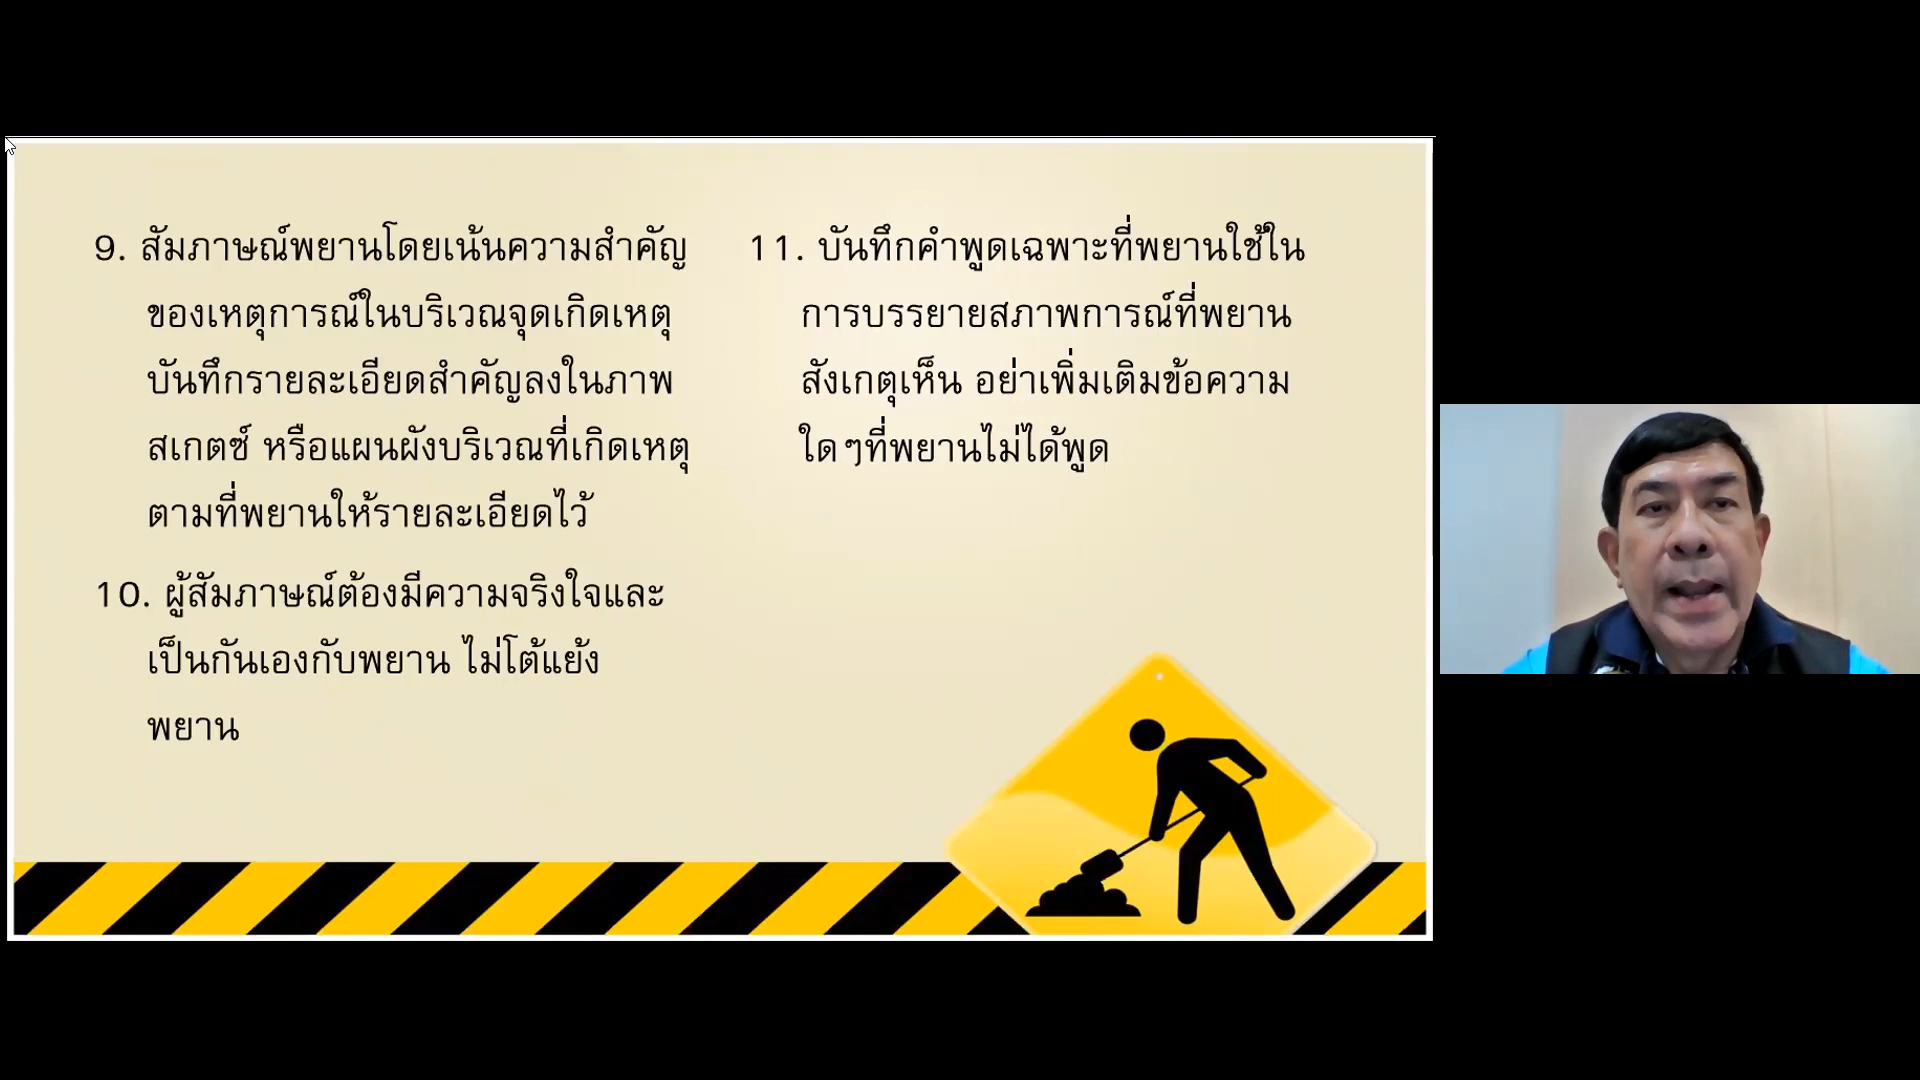 9. สัมภาษณ์พยานโดยเน้นความสำคัญ
ของเหตุการณ์ในบริเวณจุดเกิดเหตุ
บันทึกรายละเอียดสำคัญลงในภาพ
สเกตซ์ หรือแผนผังบริเวณที่เกิดเหตุ
ตามที่พยานให้รายละเอียดไว้
10. ผู้สัมภาษณ์ต้องมีความจริงใจและ
เป็นกันเองกับพยาน ไม่โต้แย้ง
พยาน
11. บันทึกคำพูดเฉพาะที่พยานใช้ใน
การบรรยายสภาพการณ์ที่พยาน
สังเกตุเห็น อย่าเพิ่มเติมข้อความ
ใดๆที่พยานไม่ได้พูด